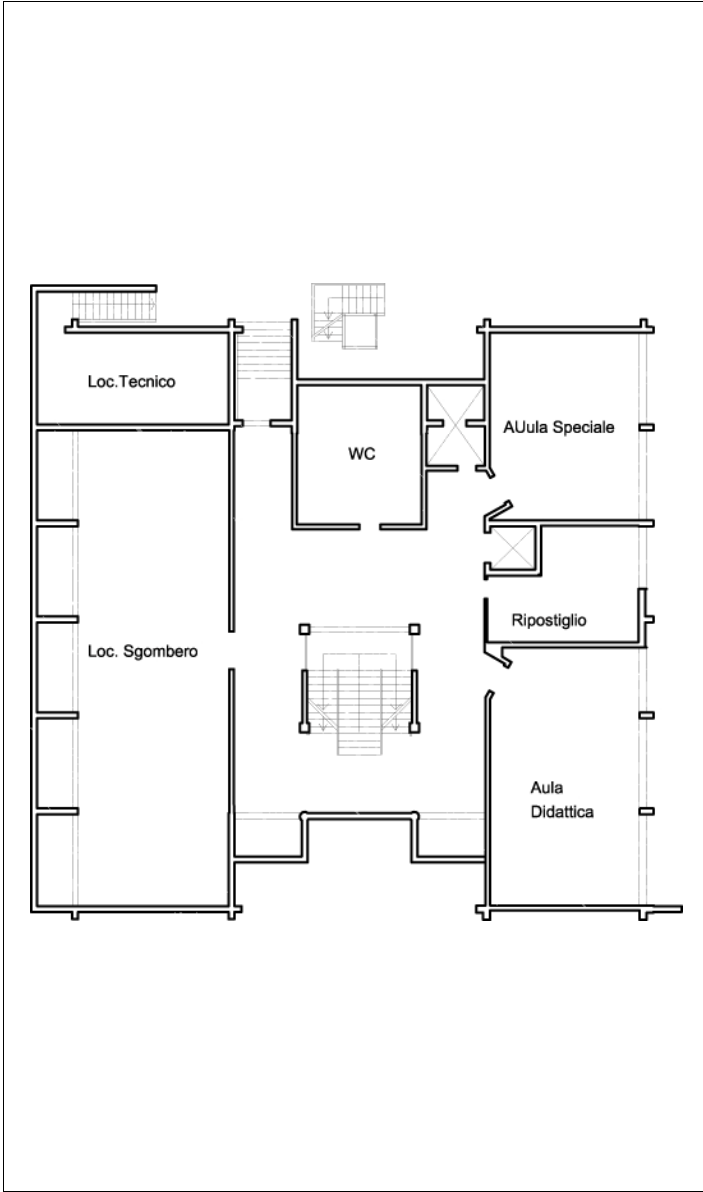 Loc.Tecnico
AUula Speciale
WC
Ripostiglio
Loc. Sgombero
Aula
Didattica